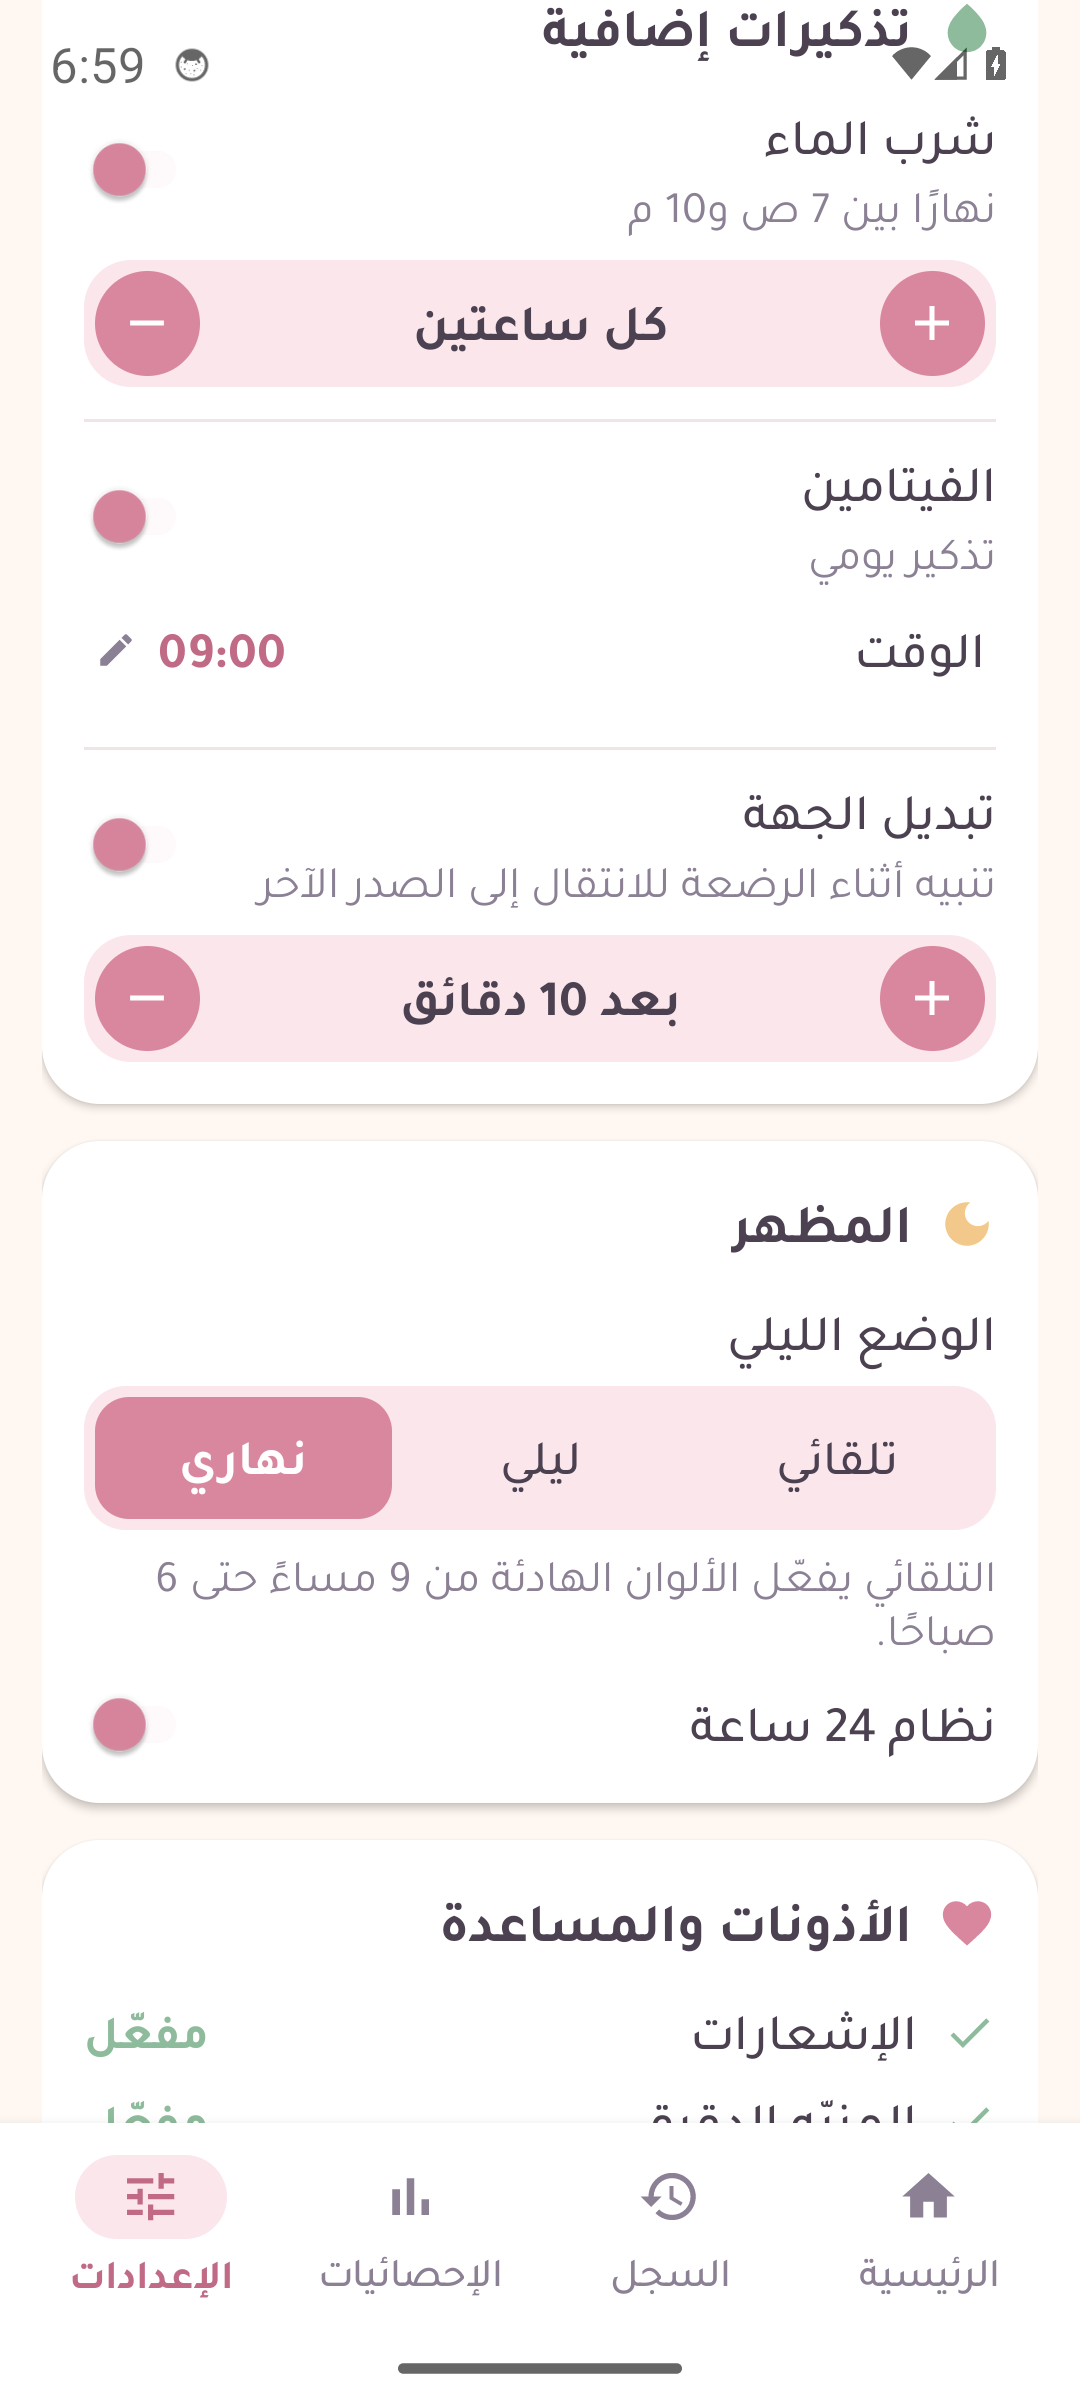 تذكيرات إضافية
6:59
شرب الماء
نهارًا بين 7 ص و10 م
كل ساعتين
الفيتامين
تذكير يومي
الوقت
09:00
تبديل الجهة
تنبيه أثناء الرضعة للانتقال إلى الصدر الآخر
بعد 10 دقائق
المظهر
الوضع الليلي
تلقائي
ليلي
نهاري
التلقائي يفعّل الألوان الهادئة من 9 مساءً حتى 6
صباحًا.
نظام 24 ساعة
الأذونات والمساعدة
الإشعارات
مفعّل
المنبّه الدقيق
مفعّل
الرئيسية
السجل
الإحصائيات
الإعدادات